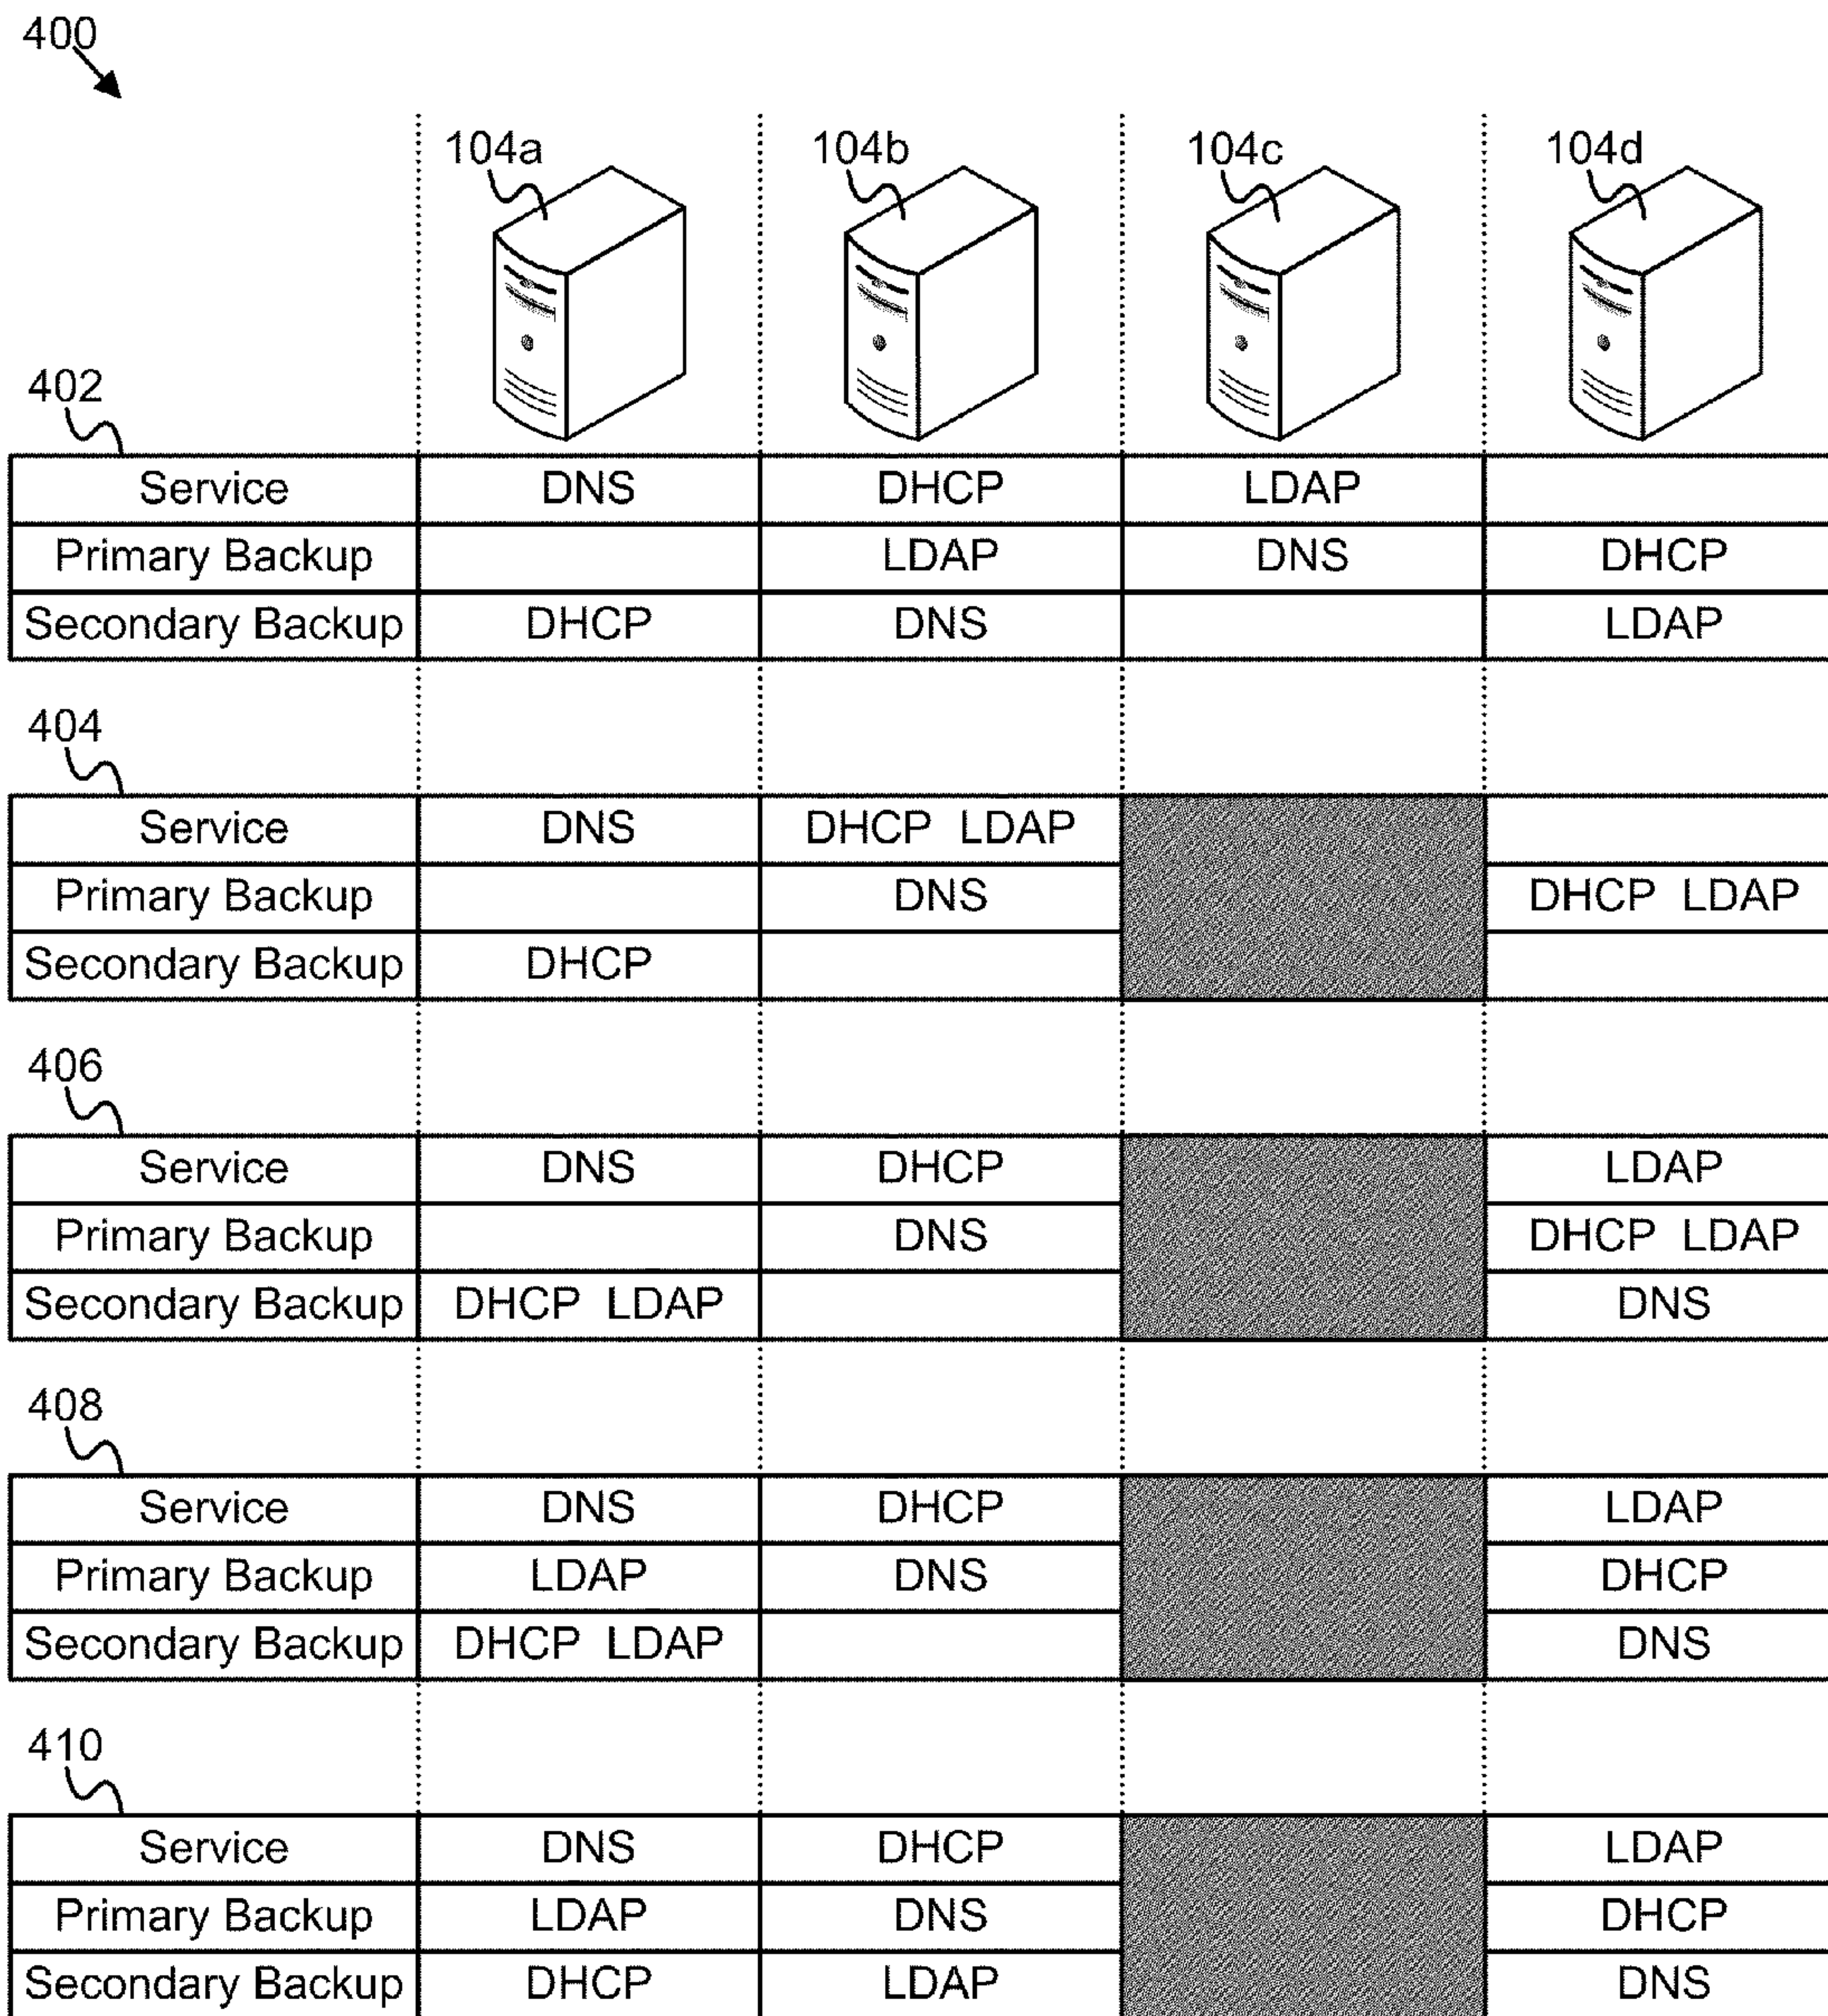 400
104a 104b 104c 104d
402
Service DNS DHCP LDAP
Primary Backup LDAP DNS DHCP
Secondary Backup DHCP DNS LDAP
404
Service DNS DHCP LDAP
Primary Backup DNS DHCP LDAP
Secondary Backup DHCP
406
Service DNS DHCP LDAP
Primary Backup DNS DHCP LDAP
Secondary Backup DHCP LDAP DNS
408
Service DNS DHCP LDAP
Primary Backup LDAP DNS DHCP
Secondary Backup DHCP LDAP DNS
410
Service DNS DHCP LDAP
Primary Backup LDAP DNS DHCP
Secondary Backup DHCP LDAP DNS